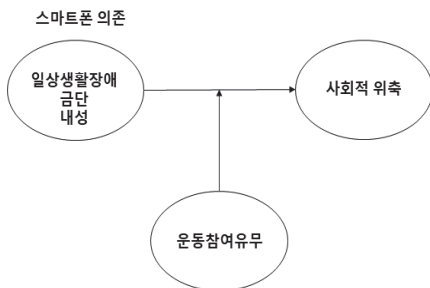 스마트폰 의존
일상생활장애
금단
내성
사회적 위축
운동참여유무